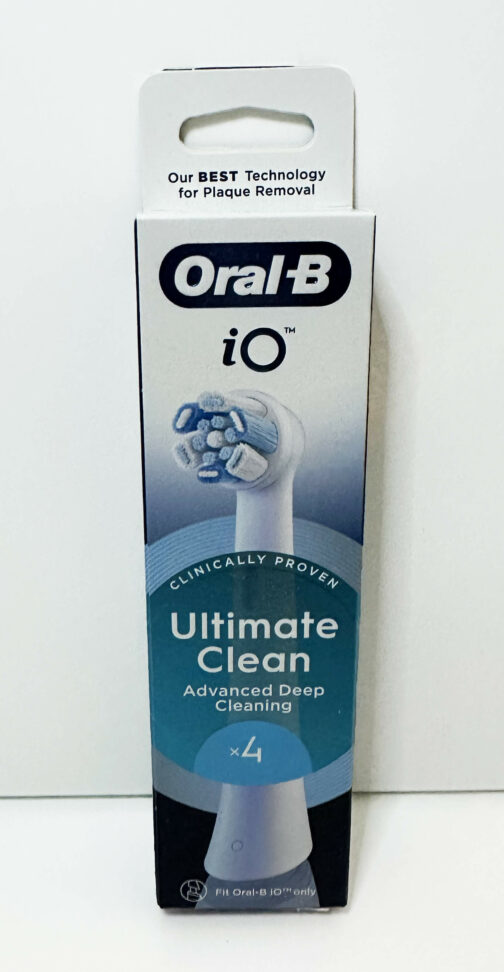 Our BEST Technology
for Plaque Removal
Oral-B
iO™
CLINICALLY PROVEN
Ultimate
Clean
Advanced Deep
Cleaning
×4
Fit Oral-B iO™ only